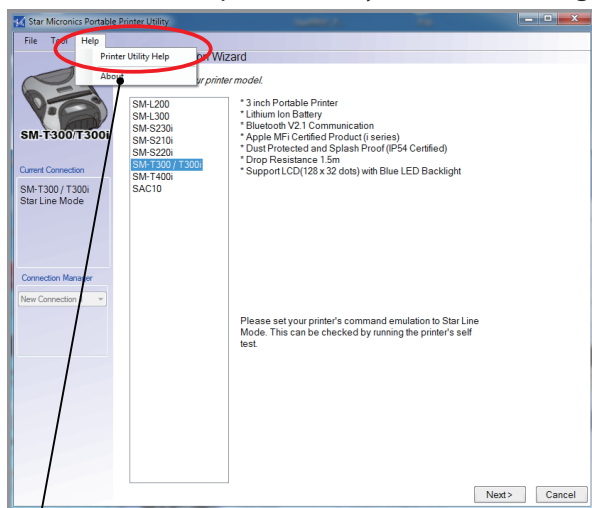 Star Micronics Portable Printer Utility
File Tool Help
Printer Utility Help
About
Wizard
printer model.
SM-T300/T300i
Current Connection
SM-T300 / T300i
Star Line Mode
Connection Manager
New Connection
SM-L200
SM-L300
SM-S230i
SM-S210i
SM-S220i
SM-T300 / T300i
SM-T400i
SAC10
* 3 inch Portable Printer
* Lithium Ion Battery
* Bluetooth V2.1 Communication
* Apple MFi Certified Product (i series)
* Dust Protected and Splash Proof (IP54 Certified)
* Drop Resistance 1.5m
* Support LCD(128 x 32 dots) with Blue LED Backlight
Please set your printer's command emulation to Star Line
Mode. This can be checked by running the printer's self
test.
Next > Cancel